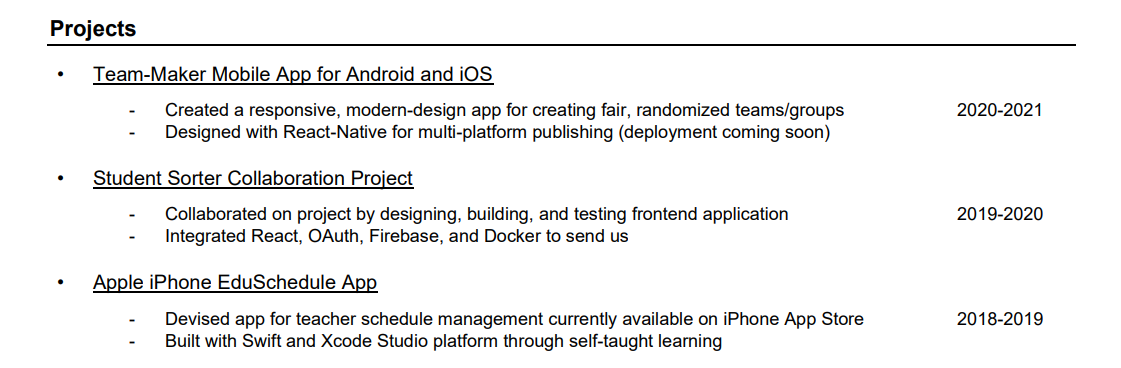 Projects
• Team-Maker Mobile App for Android and iOS
- Created a responsive, modern-design app for creating fair, randomized teams/groups 2020-2021
- Designed with React-Native for multi-platform publishing (deployment coming soon)
• Student Sorter Collaboration Project
- Collaborated on project by designing, building, and testing frontend application 2019-2020
- Integrated React, OAuth, Firebase, and Docker to send us
• Apple iPhone EduSchedule App
- Devised app for teacher schedule management currently available on iPhone App Store 2018-2019
- Built with Swift and Xcode Studio platform through self-taught learning